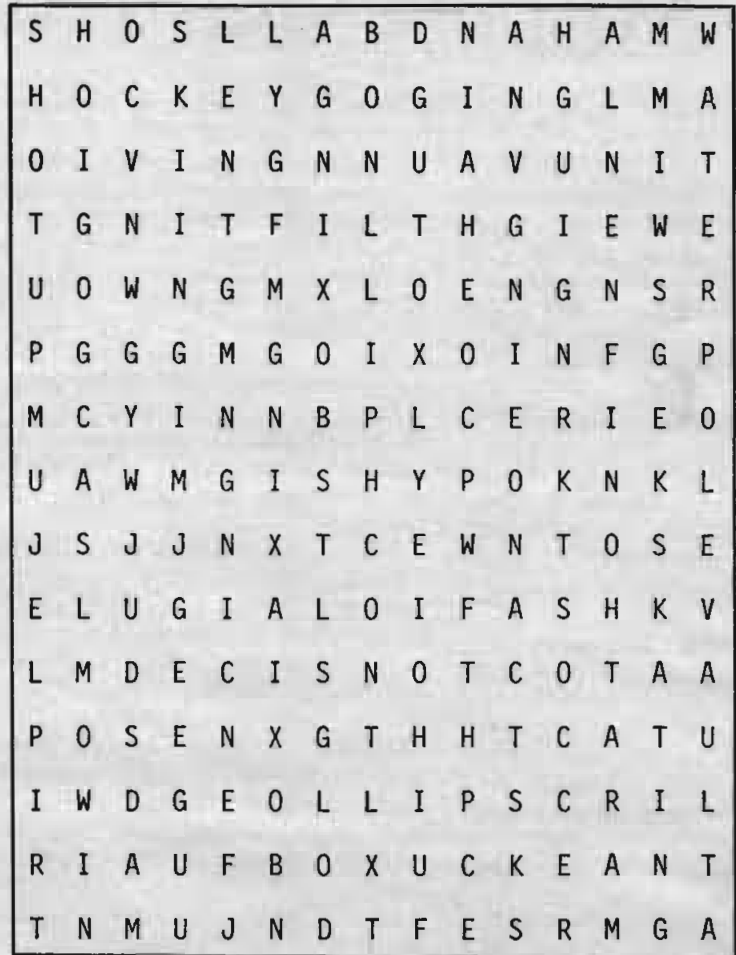 S H O S L L A B D N A H A M W
H O C K E Y G O G I N G L M A
O I V I N G N N U A V U N I T
T G N I T F I L T H G I E W E
U O W N G M X L O E N G N S R
P G G G M G O I X O I N F G P
M C Y I N N B P L C E R I E O
U A W M G I S H Y P O K N K L
J S J J N X T C E W N T O S E
E L U G I A L O I F A S H K V
L M D E C I S N O T C O T A A
P O S E N X G T H H T C A T U
I W D G E O L L I P S C R I L
R I A U F B O X U C K E A N T
T N M U J N D T F E S R M G A